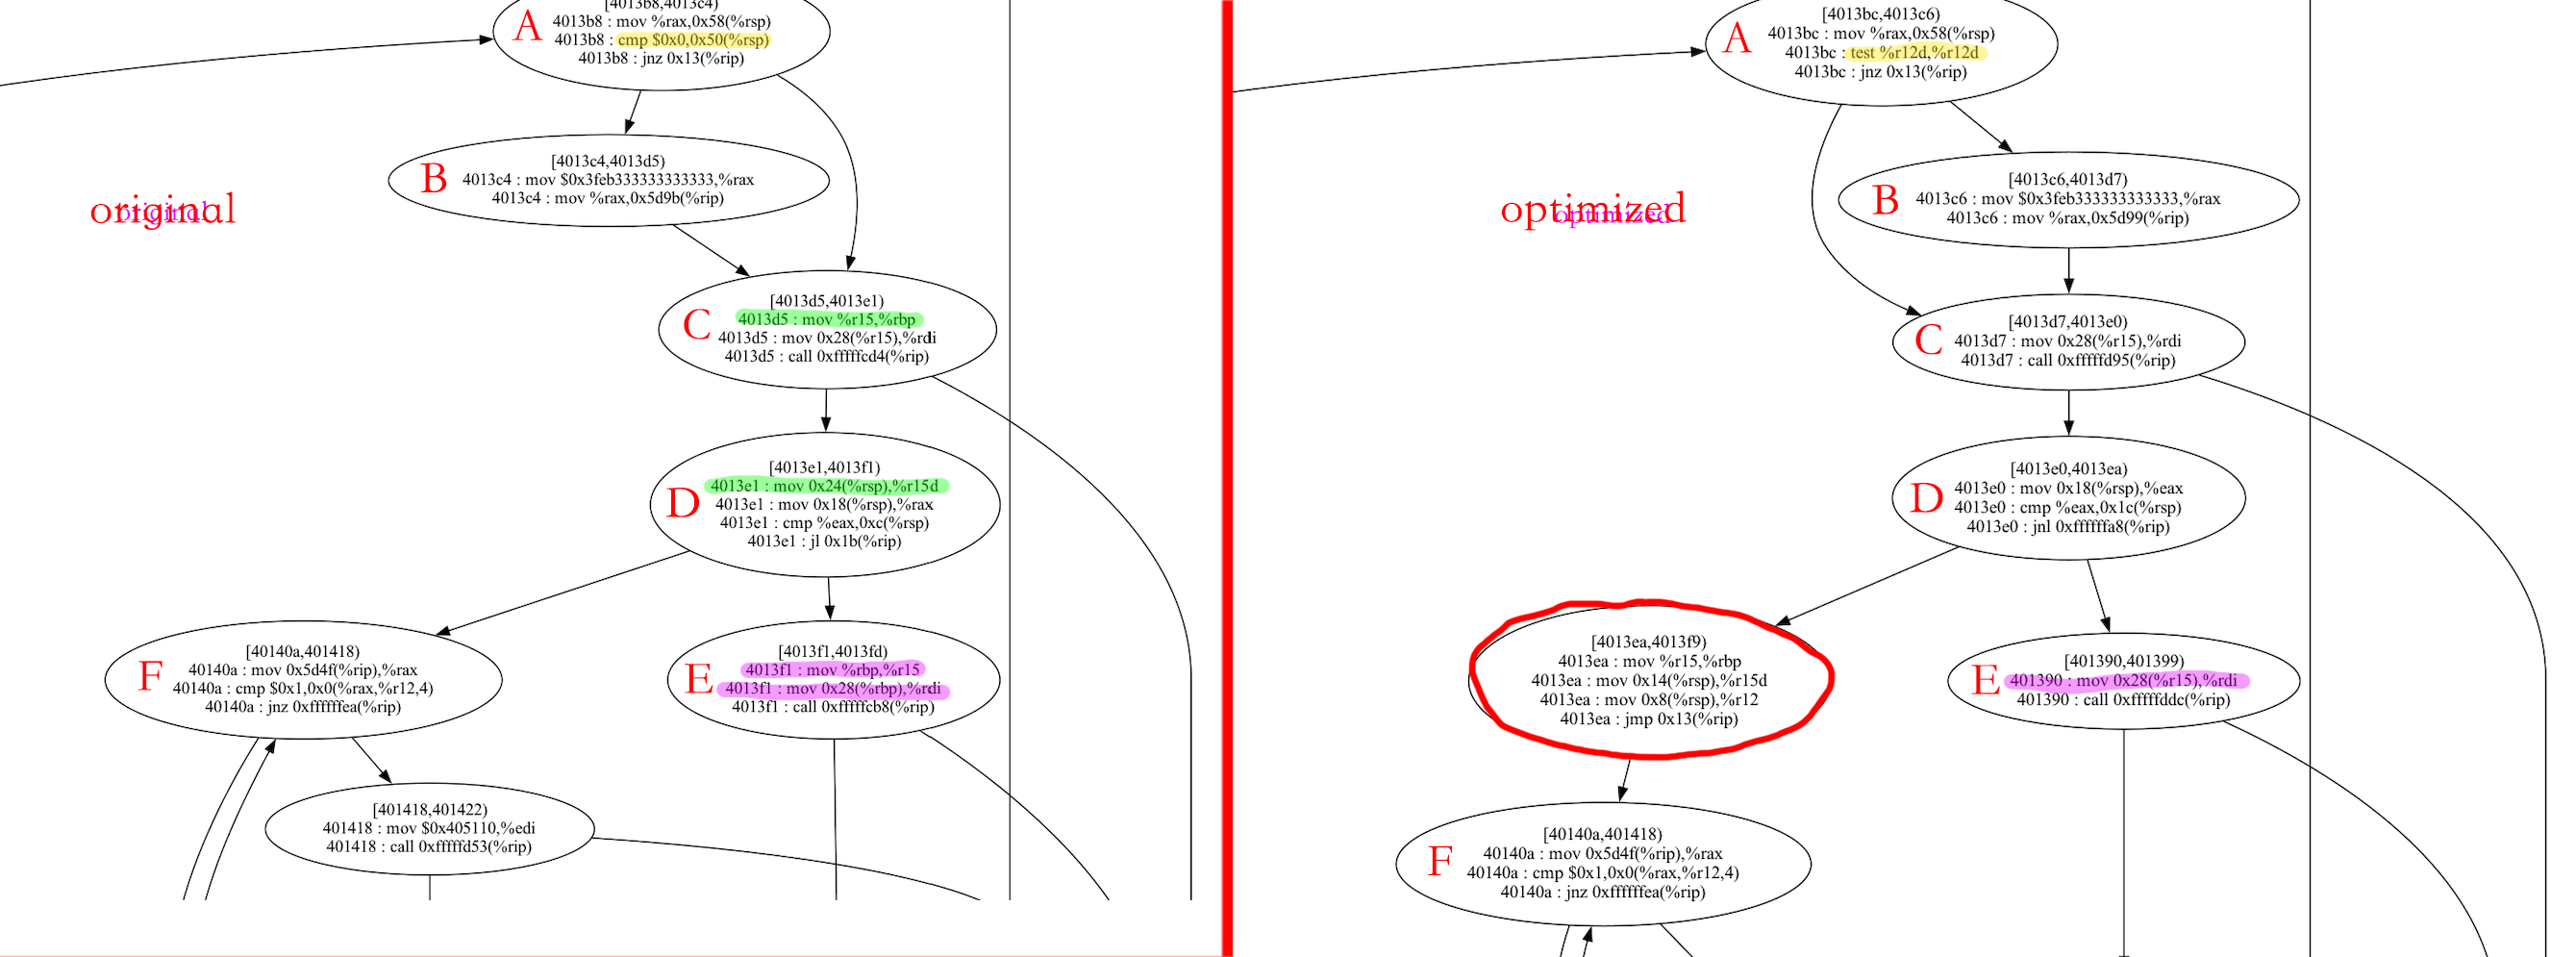 [4013b8,4013c4)
A
4013b8 : mov %rax,0x58(%rsp)
4013b8 : cmp $0x0,0x50(%rsp)
4013b8 : jnz 0x13(%rip)
B
[4013c4,4013d5)
4013c4 : mov $0x3feb333333333333,%rax
4013c4 : mov %rax,0x5d9b(%rip)
original
original
C
[4013d5,4013e1)
4013d5 : mov %r15,%rbp
4013d5 : mov 0x28(%r15),%rdi
4013d5 : call 0xfffffcd4(%rip)
D
[4013e1,4013f1)
4013e1 : mov 0x24(%rsp),%r15d
4013e1 : mov 0x18(%rsp),%rax
4013e1 : cmp %eax,0xc(%rsp)
4013e1 : jl 0x1b(%rip)
F
[40140a,401418)
40140a : mov 0x5d4f(%rip),%rax
40140a : cmp $0x1,0x0(%rax,%r12,4)
40140a : jnz 0xffffffea(%rip)
E
[4013f1,4013fd)
4013f1 : mov %rbp,%r15
4013f1 : mov 0x28(%rbp),%rdi
4013f1 : call 0xfffffcb8(%rip)
[401418,401422)
401418 : mov $0x405110,%edi
401418 : call 0xfffffd53(%rip)
A
[4013bc,4013c6)
4013bc : mov %rax,0x58(%rsp)
4013bc : test %r12d,%r12d
4013bc : jnz 0x13(%rip)
B
[4013c6,4013d7)
4013c6 : mov $0x3feb333333333333,%rax
4013c6 : mov %rax,0x5d99(%rip)
optimized
optimized
C
[4013d7,4013e0)
4013d7 : mov 0x28(%r15),%rdi
4013d7 : call 0xfffffd95(%rip)
D
[4013e0,4013ea)
4013e0 : mov 0x18(%rsp),%eax
4013e0 : cmp %eax,0x1c(%rsp)
4013e0 : jnl 0xffffffa8(%rip)
[4013ea,4013f9)
4013ea : mov %r15,%rbp
4013ea : mov 0x14(%rsp),%r15d
4013ea : mov 0x8(%rsp),%r12
4013ea : jmp 0x13(%rip)
E
[401390,401399)
401390 : mov 0x28(%r15),%rdi
401390 : call 0xfffffddc(%rip)
F
[40140a,401418)
40140a : mov 0x5d4f(%rip),%rax
40140a : cmp $0x1,0x0(%rax,%r12,4)
40140a : jnz 0xffffffea(%rip)